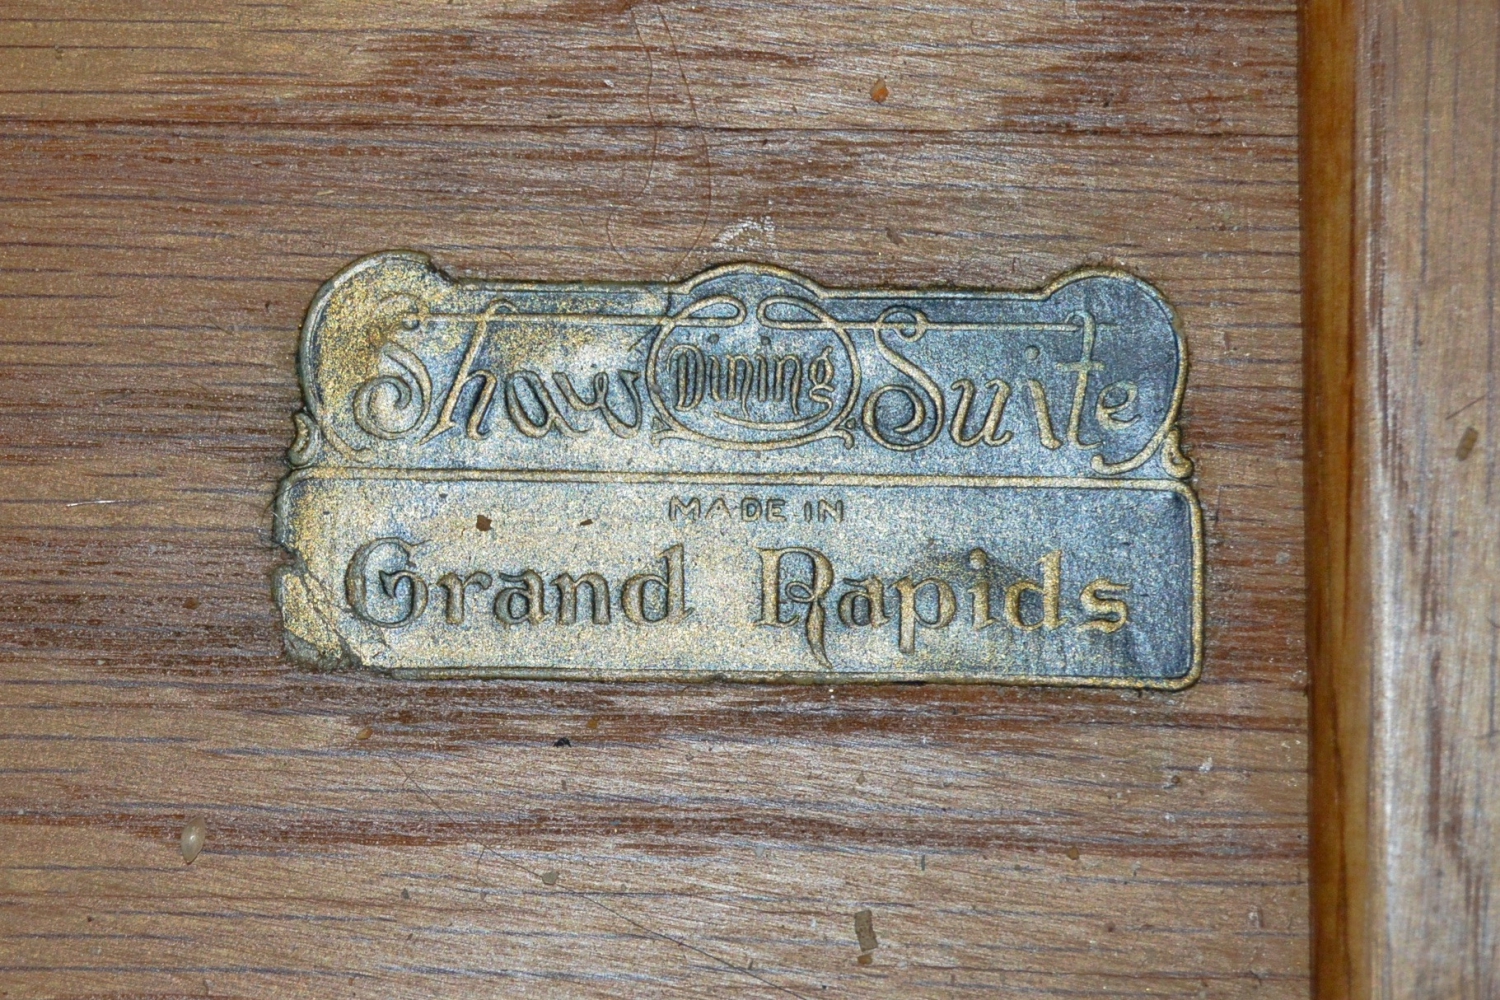 Shaw Dining Suite
MADE IN
Grand Rapids